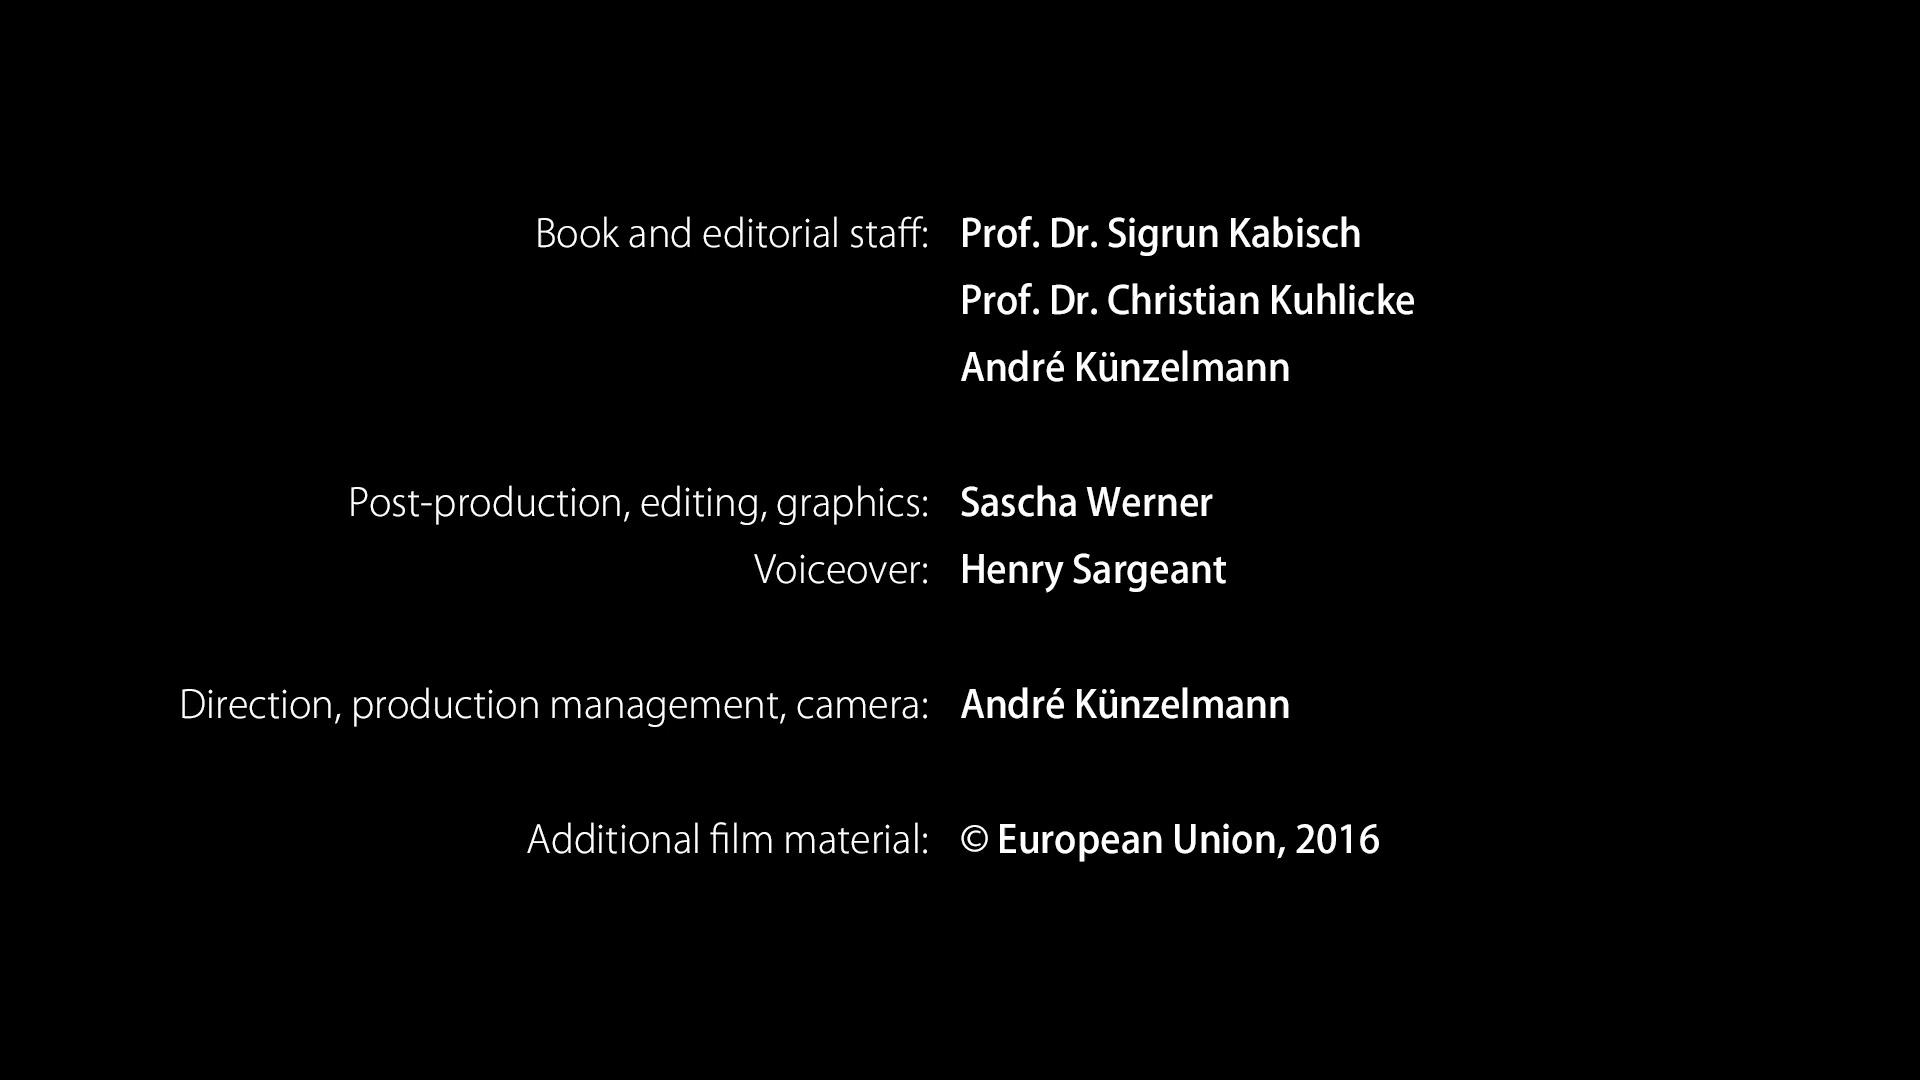 Book and editorial staff: Prof. Dr. Sigrun Kabisch
Prof. Dr. Christian Kuhlicke
André Künzelmann
Post-production, editing, graphics: Sascha Werner
Voiceover: Henry Sargeant
Direction, production management, camera: André Künzelmann
Additional film material: © European Union, 2016